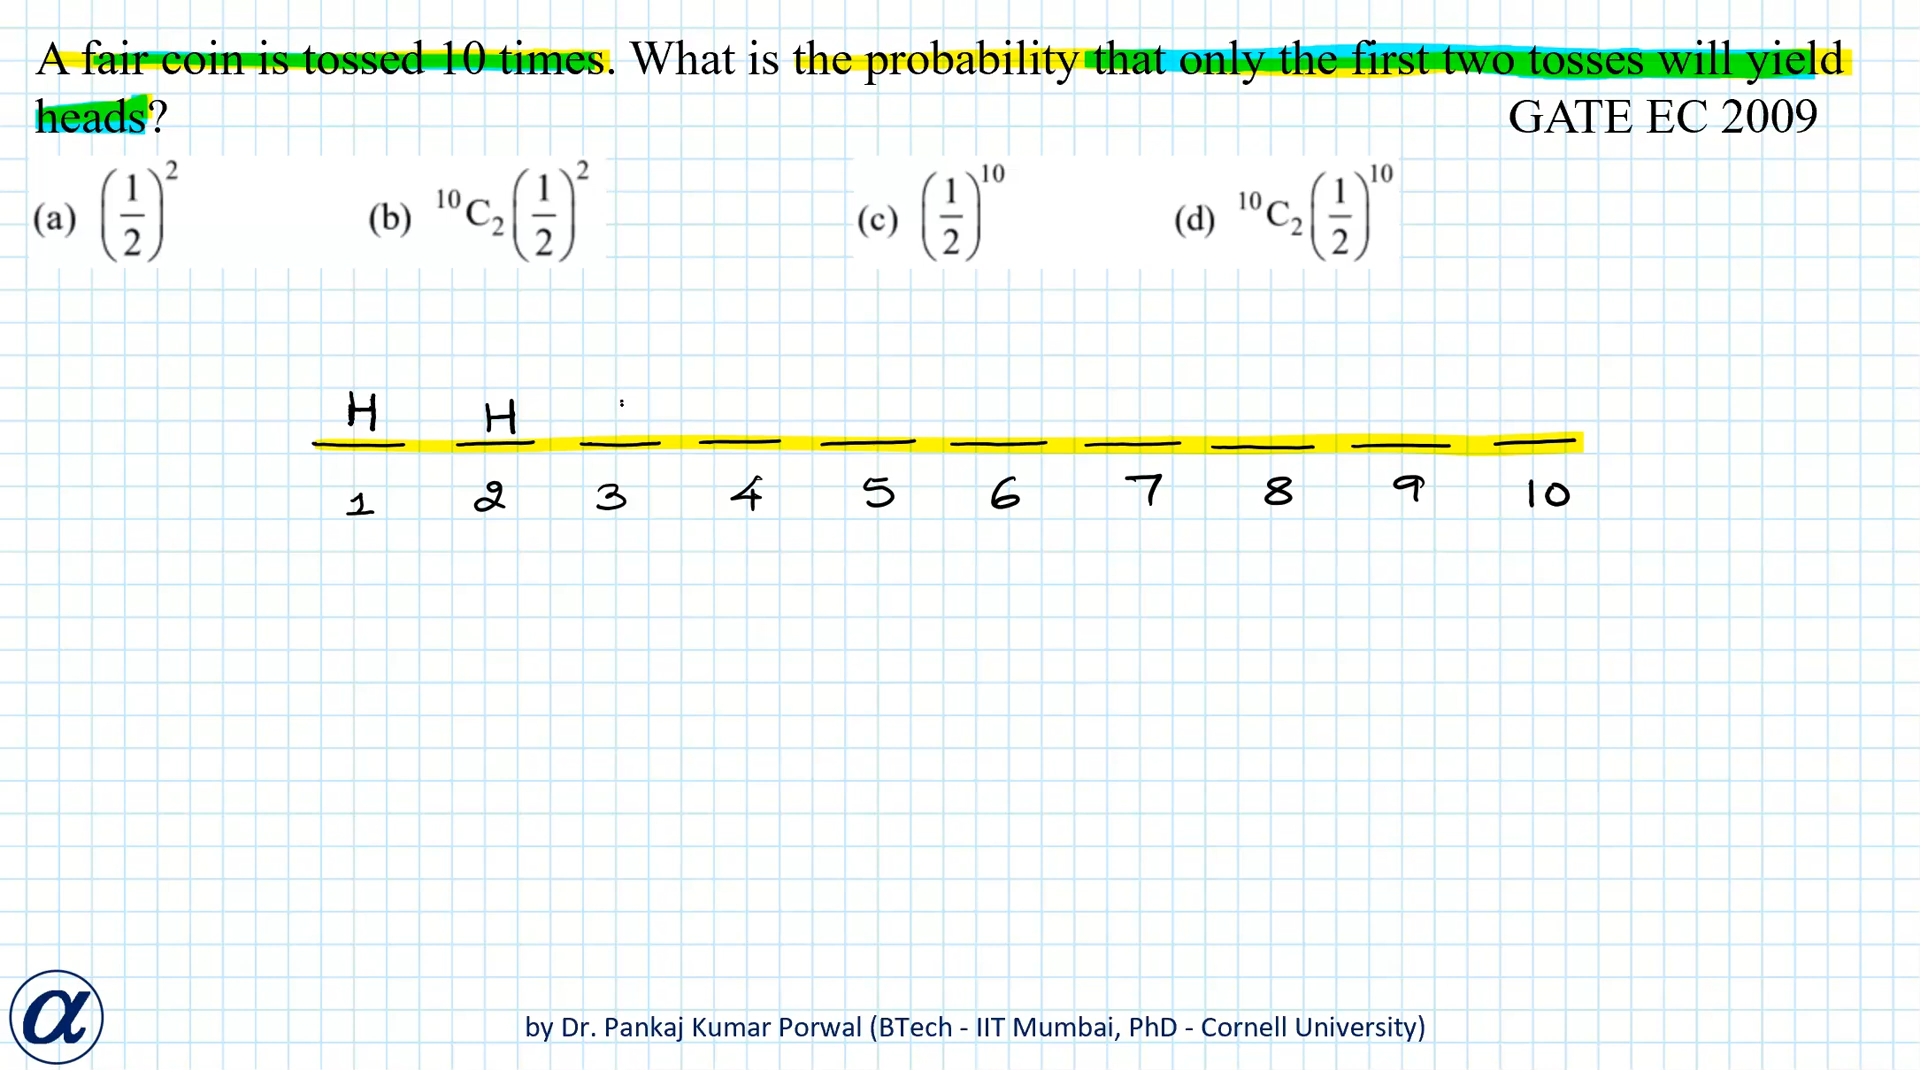 A fair coin is tossed 10 times. What is the probability that only the first two tosses will yield
heads? GATE EC 2009
(a) (1/2)^2 (b) ^10C_2 (1/2)^2 (c) (1/2)^10 (d) ^10C_2 (1/2)^10
H H
1 2 3 4 5 6 7 8 9 10
α
by Dr. Pankaj Kumar Porwal (BTech - IIT Mumbai, PhD - Cornell University)